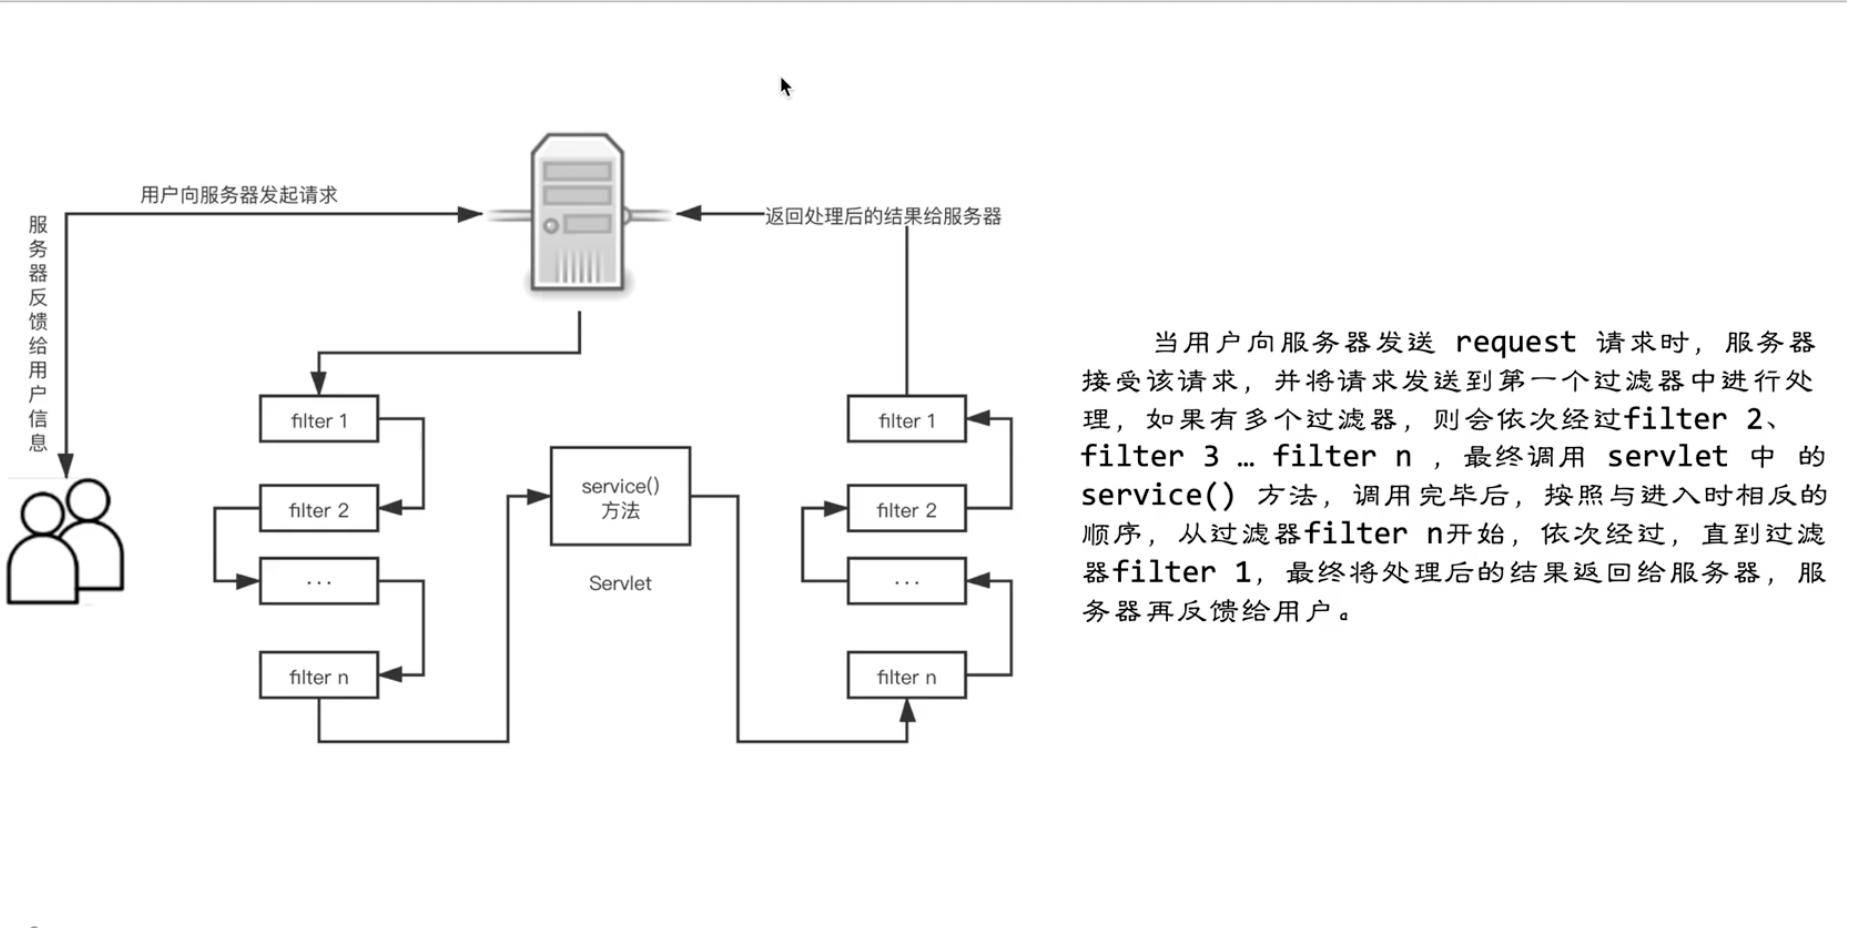 用户向服务器发起请求
返回处理后的结果给服务器
服务器反馈给用户信息
filter 1
filter 2
...
filter n
service()
方法
Servlet
filter 1
filter 2
...
filter n
当用户向服务器发送 request 请求时，服务器
接受该请求，并将请求发送到第一个过滤器中进行处
理，如果有多个过滤器，则会依次经过filter 2、
filter 3 … filter n ，最终调用 servlet 中 的
service() 方法，调用完毕后，按照与进入时相反的
顺序，从过滤器filter n开始，依次经过，直到过滤
器filter 1，最终将处理后的结果返回给服务器，服
务器再反馈给用户。